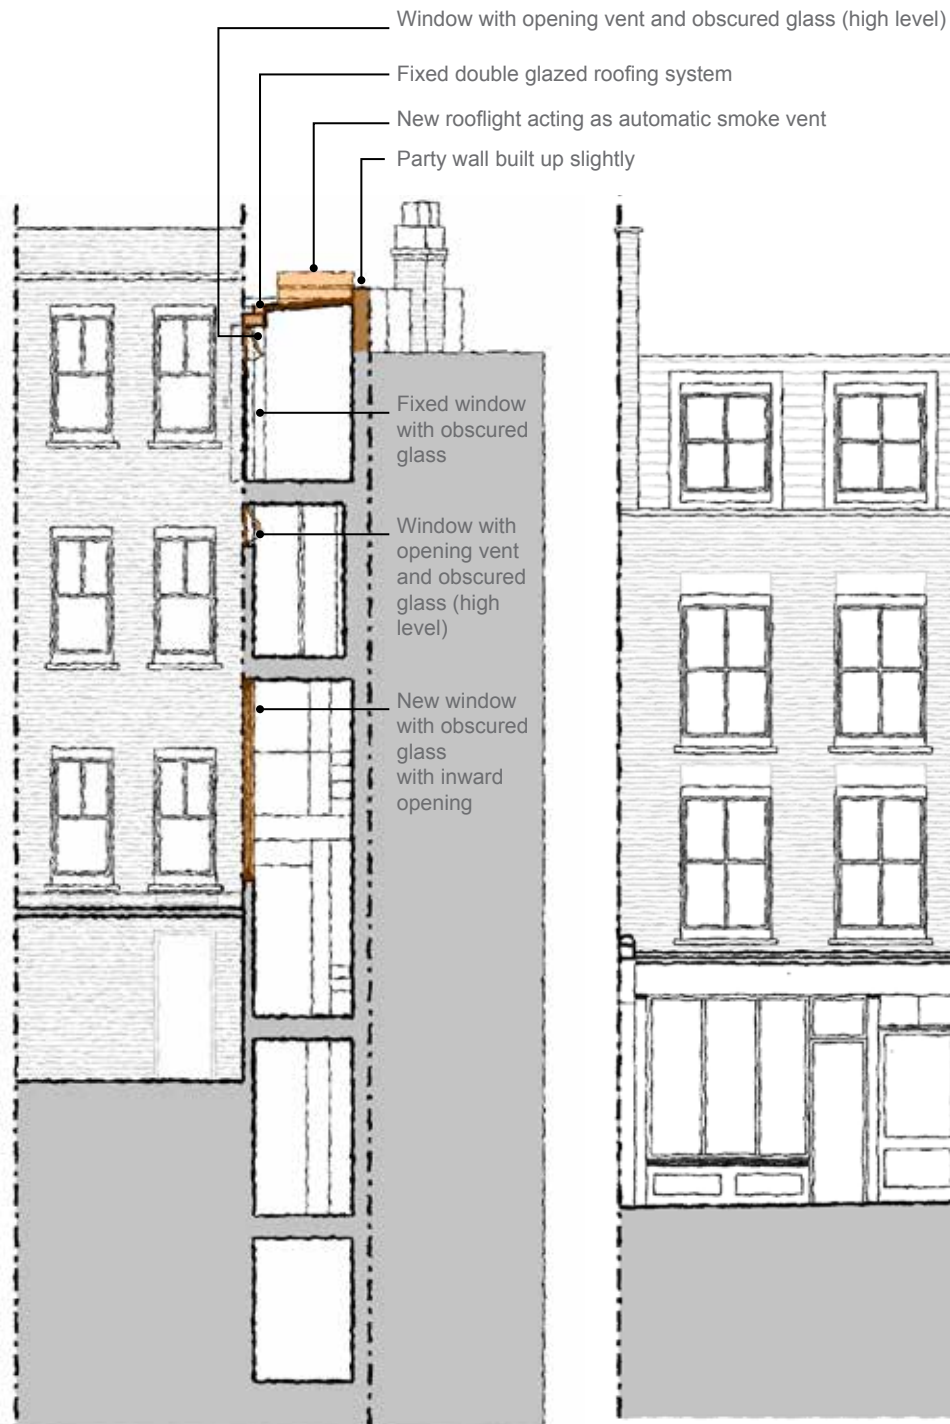 Window with opening vent and obscured glass (high level)
Fixed double glazed roofing system
New rooflight acting as automatic smoke vent
Party wall built up slightly
Fixed window
with obscured
glass
Window with
opening vent
and obscured
glass (high
level)
New window
with obscured
glass
with inward
opening